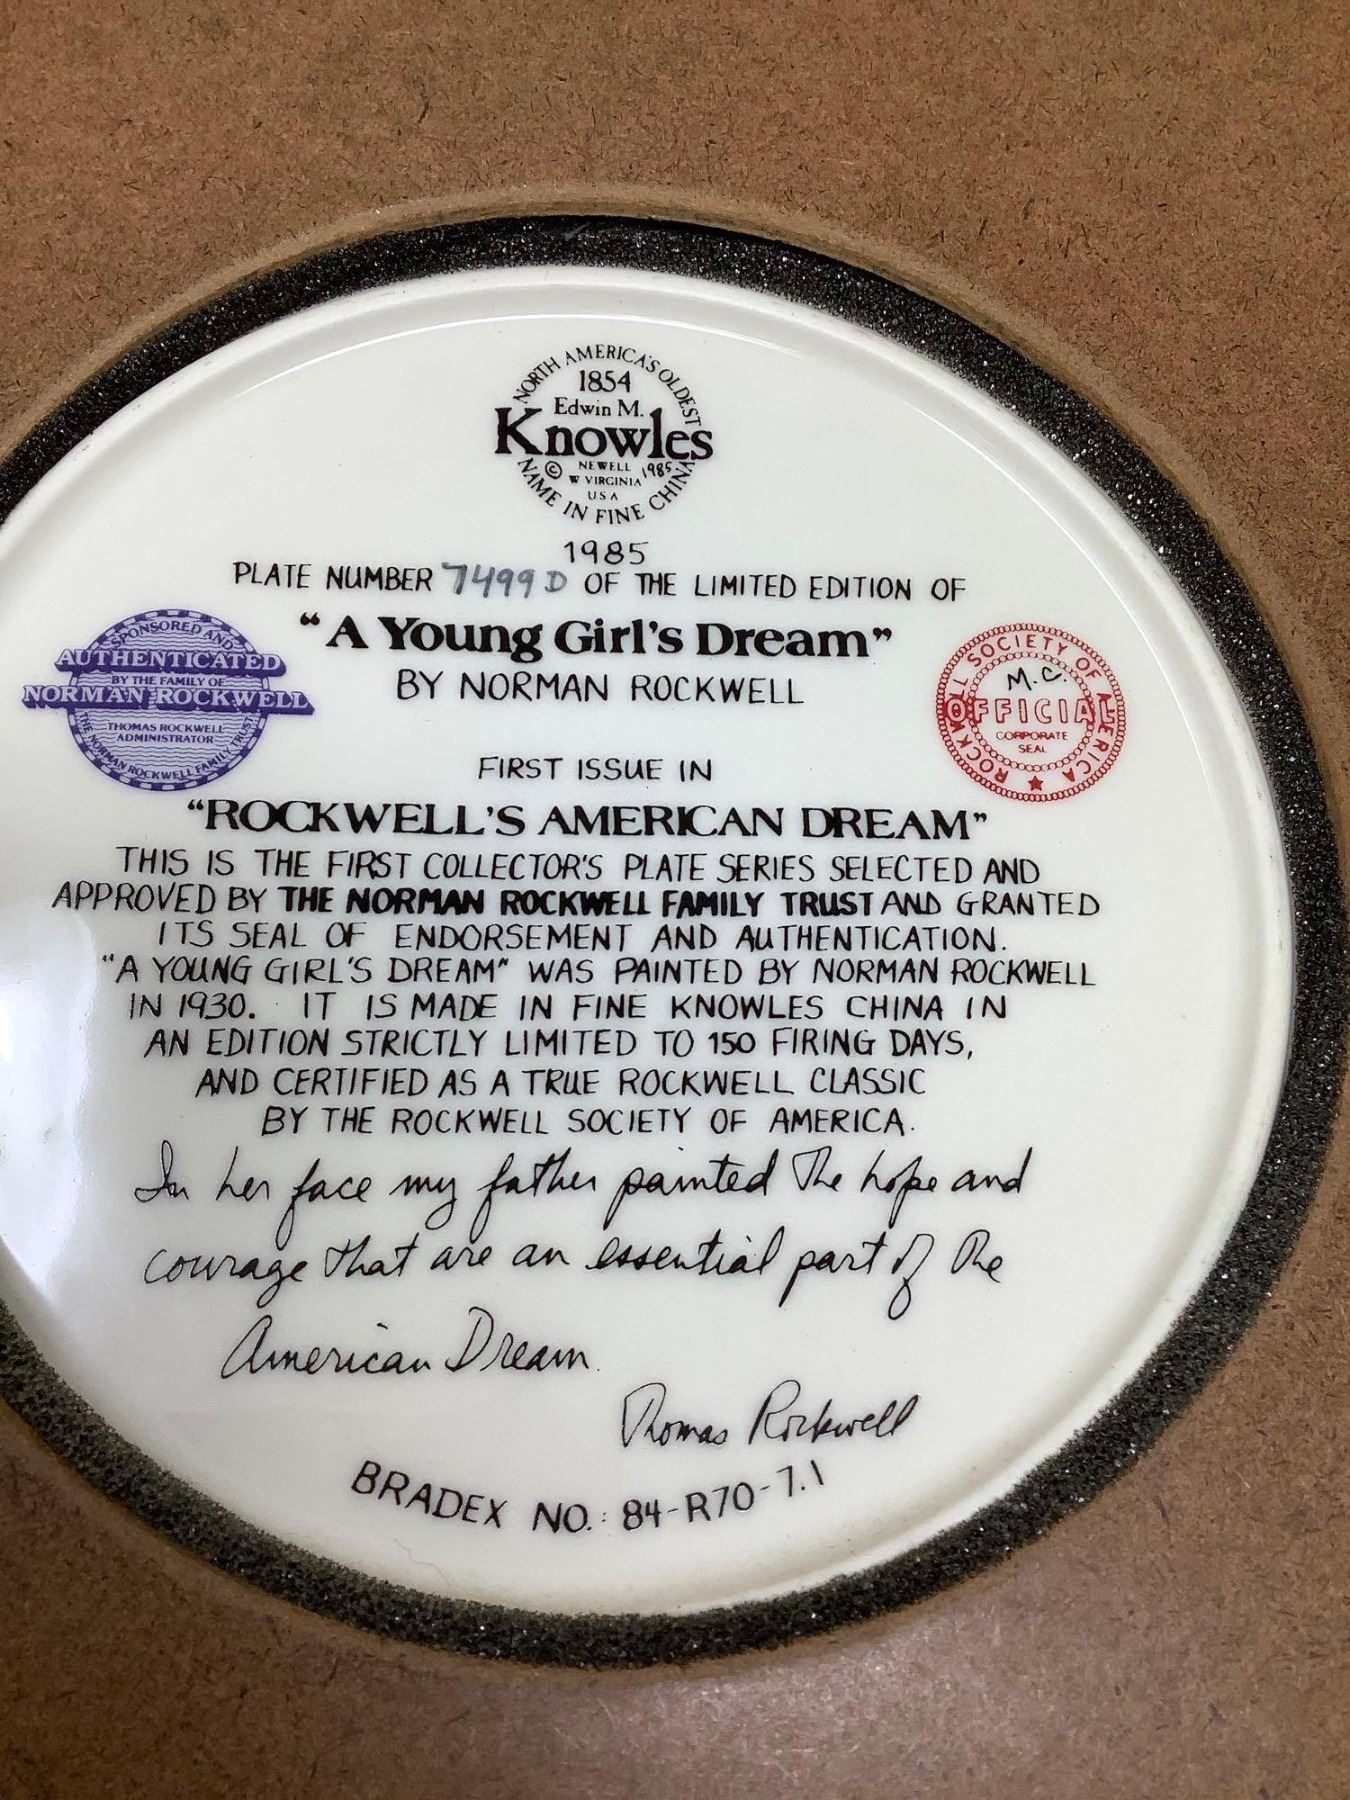 NORTH AMERICA'S OLDEST
1854
Edwin M.
Knowles
© NEWELL 1985
W VIRGINIA
USA
NAME IN FINE CHINA
1985
PLATE NUMBER 7499D OF THE LIMITED EDITION OF
"A Young Girl's Dream"
BY NORMAN ROCKWELL
SPONSORED AND
AUTHENTICATED
BY THE FAMILY OF
NORMAN ROCKWELL
THOMAS ROCKWELL
ADMINISTRATOR
THE NORMAN ROCKWELL FAMILY TRUST
ROCKWELL SOCIETY OF AMERICA
M.C.
OFFICIAL
CORPORATE
SEAL
FIRST ISSUE IN
"ROCKWELL'S AMERICAN DREAM"
THIS IS THE FIRST COLLECTOR'S PLATE SERIES SELECTED AND
APPROVED BY THE NORMAN ROCKWELL FAMILY TRUST AND GRANTED
ITS SEAL OF ENDORSEMENT AND AUTHENTICATION.
"A YOUNG GIRL'S DREAM" WAS PAINTED BY NORMAN ROCKWELL
IN 1930. IT IS MADE IN FINE KNOWLES CHINA IN
AN EDITION STRICTLY LIMITED TO 150 FIRING DAYS,
AND CERTIFIED AS A TRUE ROCKWELL CLASSIC
BY THE ROCKWELL SOCIETY OF AMERICA.
In her face my father painted the hope and
courage that are an essential part of the
American Dream.
Thomas Rockwell
BRADEX NO.: 84-R70-7.1